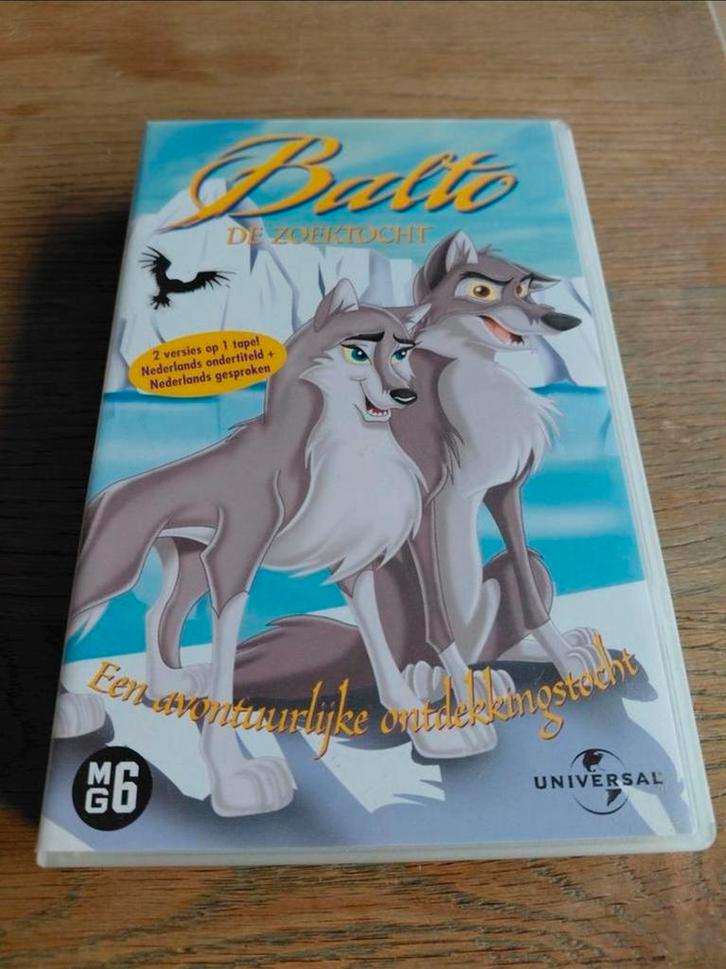 Balto
DE ZOEKTOCHT
2 versies op 1 tape!
Nederlands ondertiteld +
Nederlands gesproken
Een avontuurlijke ontdekkingstocht
MG6
UNIVERSAL